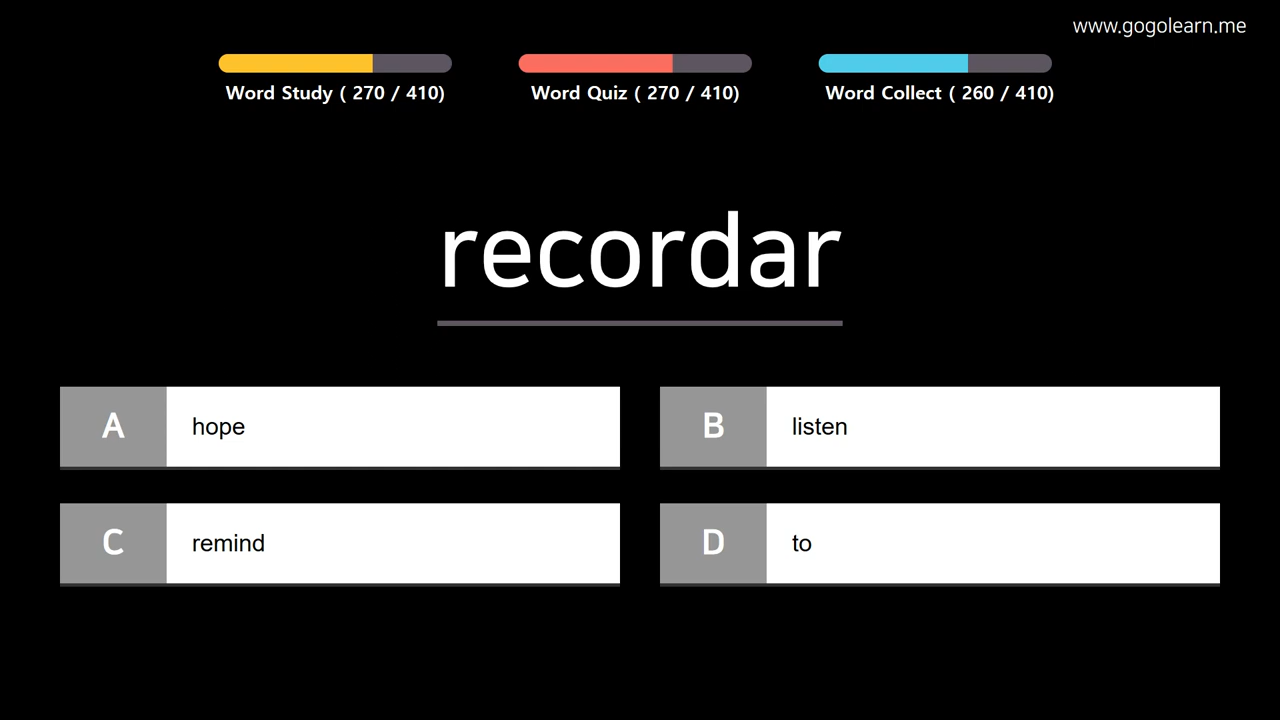 www.gogolearn.me
Word Study ( 270 / 410)
Word Quiz ( 270 / 410)
Word Collect ( 260 / 410)
recordar
A hope
B listen
C remind
D to